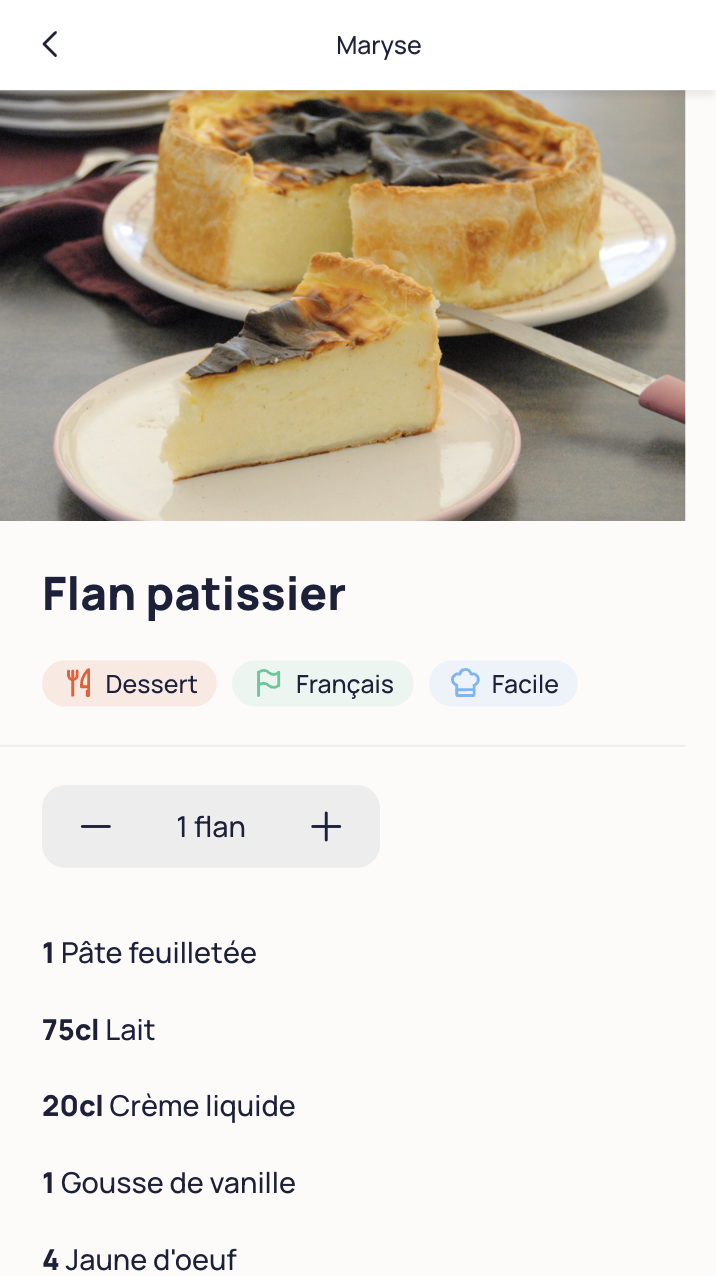 Maryse
Flan patissier
Dessert
Français
Facile
1 flan
1 Pâte feuilletée
75cl Lait
20cl Crème liquide
1 Gousse de vanille
4 Jaune d'oeuf